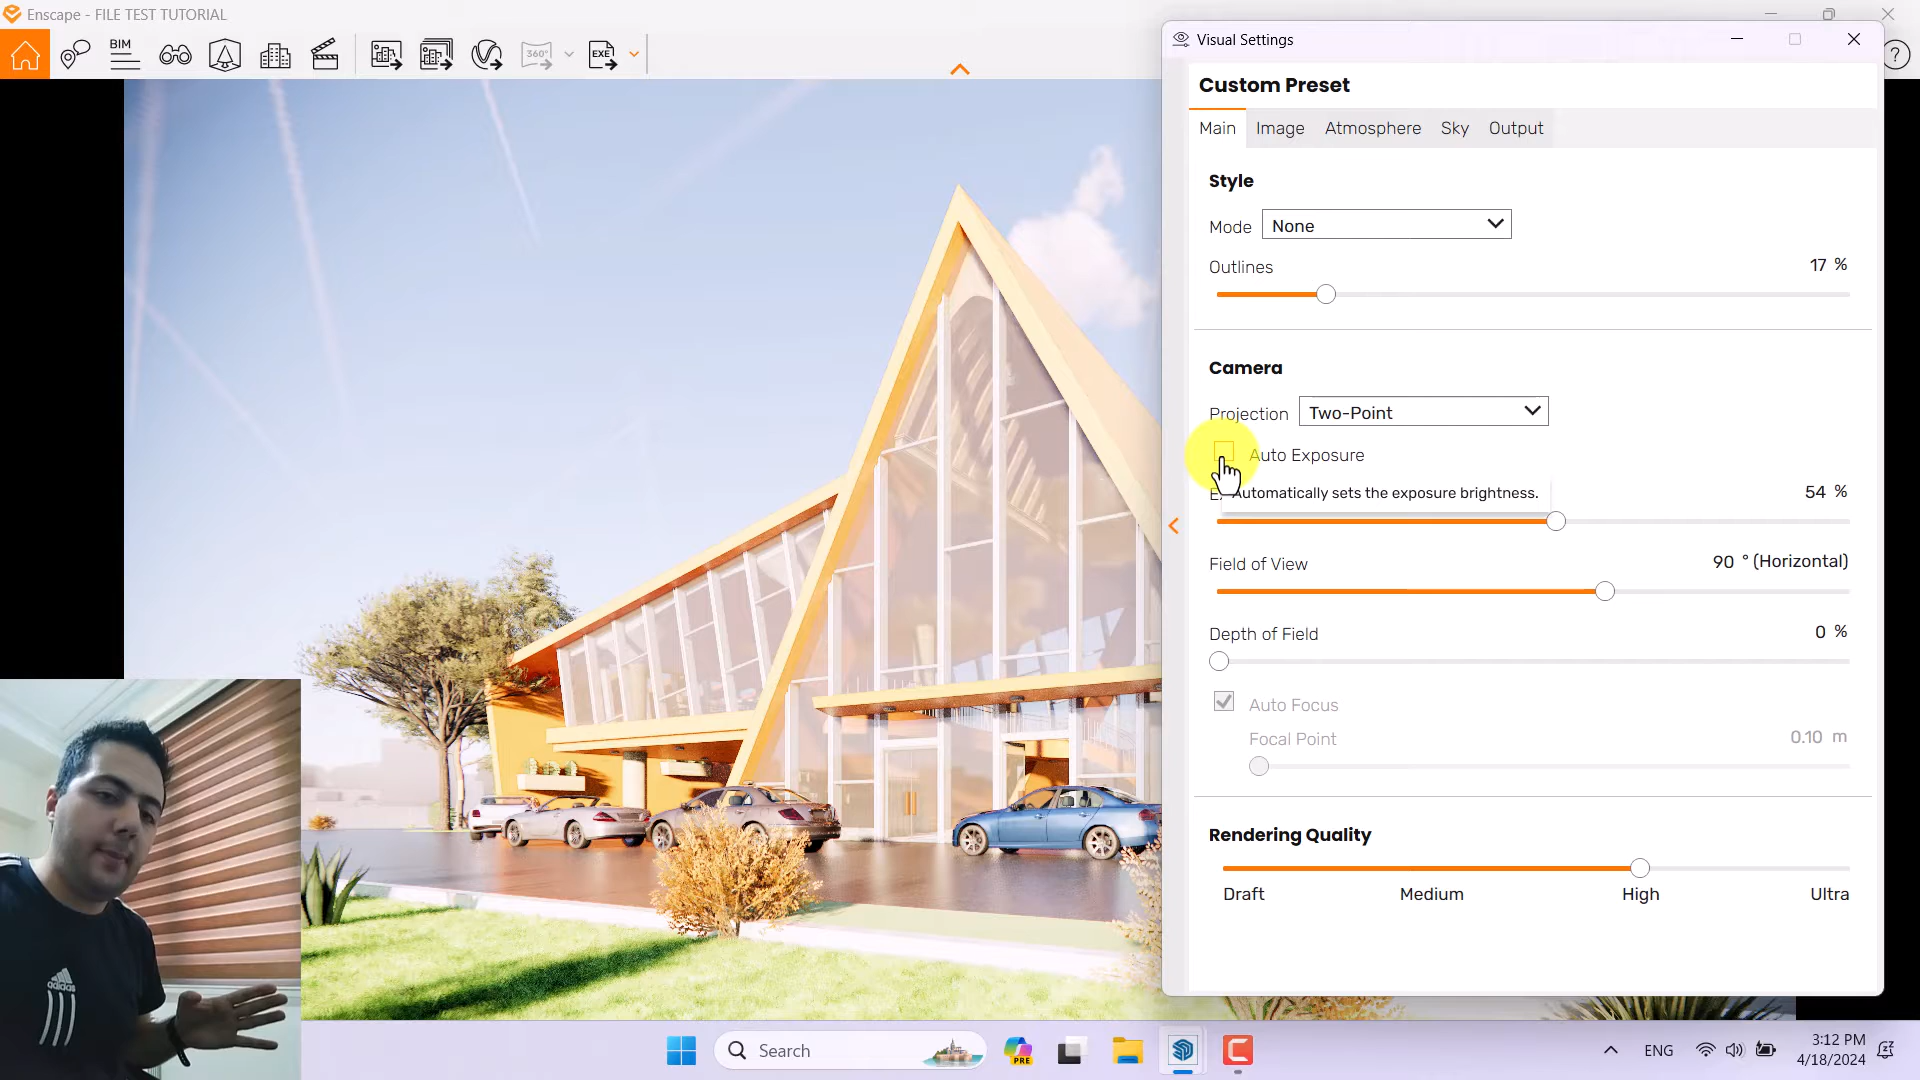 Enscape - FILE TEST TUTORIAL
BIM
360°
EXE
?
Visual Settings
Custom Preset
Main
Image
Atmosphere
Sky
Output
Style
Mode
None
Outlines
17 %
Camera
Projection
Two-Point
Auto Exposure
Automatically sets the exposure brightness.
54 %
Field of View
90 ° (Horizontal)
Depth of Field
0 %
Auto Focus
Focal Point
0.10 m
Rendering Quality
Draft
Medium
High
Ultra
adidas
Search
PRE
ENG
3:12 PM
4/18/2024